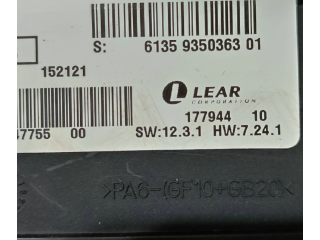 S: 6135 9350363 01
152121
LEAR
CORPORATION
177944 10
47755 00
SW:12.3.1 HW:7.24.1
>PA6-(GF10+GB20)<